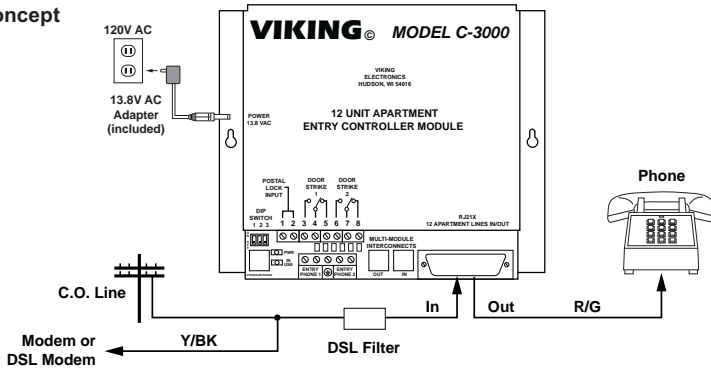 oncept
120V AC
13.8V AC
Adapter
(included)
VIKING© MODEL C-3000
VIKING
ELECTRONICS
HUDSON, WI 54016
POWER
13.8 VAC
12 UNIT APARTMENT
ENTRY CONTROLLER MODULE
POSTAL
LOCK
INPUT
DOOR
STRIKE
1
DOOR
STRIKE
2
DIP
SWITCH
1 2 3
1 2 3 4 5 6 7 8
RJ21X
12 APARTMENT LINES IN/OUT
PWR
IN
USE
ENTRY
PHONE 1
ENTRY
PHONE 2
MULTI-MODULE
INTERCONNECTS
OUT IN
Phone
C.O. Line
In
Out
R/G
Modem or
DSL Modem
Y/BK
DSL Filter